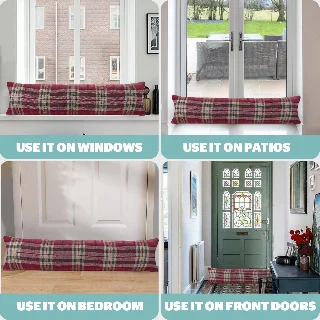 USE IT ON WINDOWS
USE IT ON PATIOS
USE IT ON BEDROOM
USE IT ON FRONT DOORS